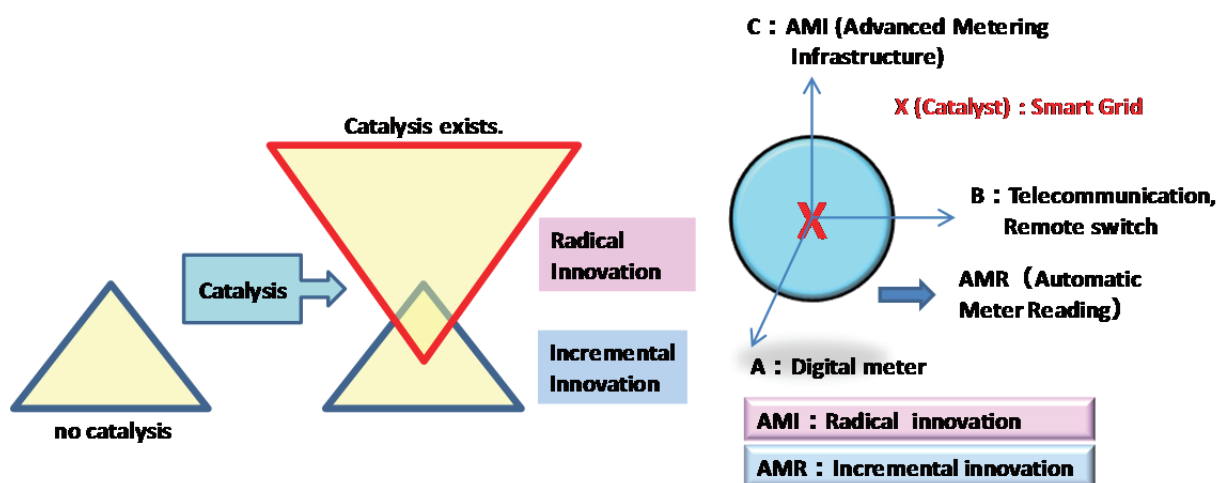 no catalysis
Catalysis
Catalysis exists.
Radical
Innovation
Incremental
Innovation
C：AMI (Advanced Metering
Infrastructure)
X (Catalyst) : Smart Grid
X
B：Telecommunication,
Remote switch
AMR（Automatic
Meter Reading）
A：Digital meter
AMI：Radical innovation
AMR：Incremental innovation